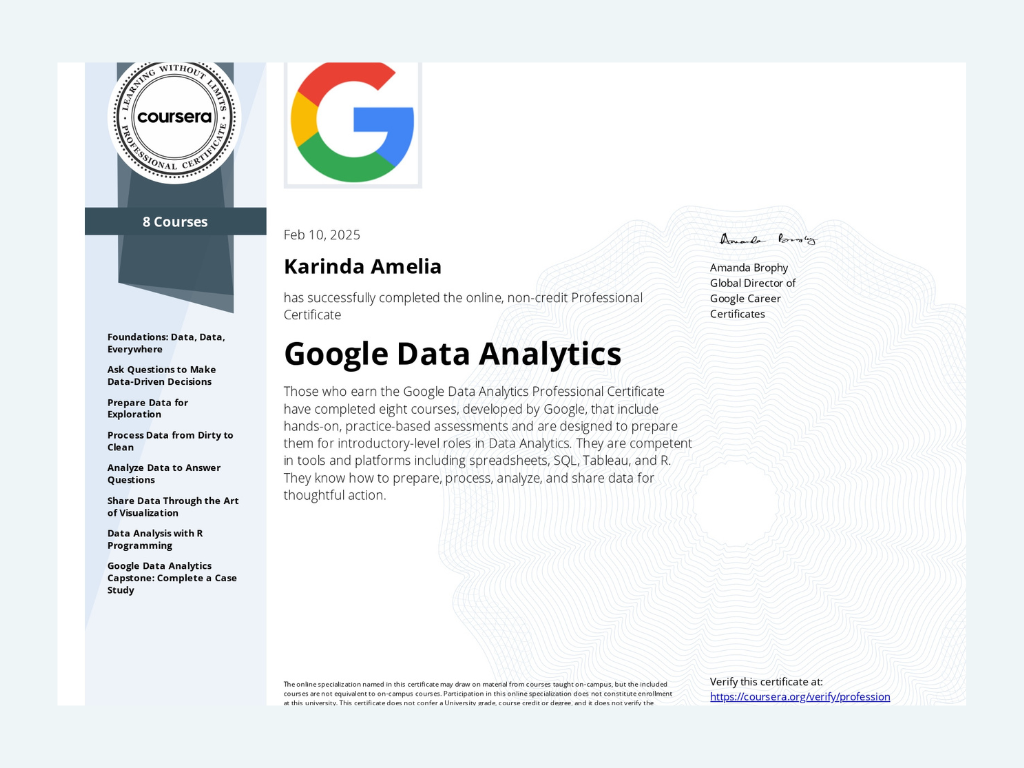 LEARNING WITHOUT LIMITS
coursera
PROFESSIONAL CERTIFICATE
8 Courses
Foundations: Data, Data,
Everywhere
Ask Questions to Make
Data-Driven Decisions
Prepare Data for
Exploration
Process Data from Dirty to
Clean
Analyze Data to Answer
Questions
Share Data Through the Art
of Visualization
Data Analysis with R
Programming
Google Data Analytics
Capstone: Complete a Case
Study
Feb 10, 2025
Karinda Amelia
has successfully completed the online, non-credit Professional
Certificate
Google Data Analytics
Those who earn the Google Data Analytics Professional Certificate
have completed eight courses, developed by Google, that include
hands-on, practice-based assessments and are designed to prepare
them for introductory-level roles in Data Analytics. They are competent
in tools and platforms including spreadsheets, SQL, Tableau, and R.
They know how to prepare, process, analyze, and share data for
thoughtful action.
Amanda Brophy
Amanda Brophy
Global Director of
Google Career
Certificates
The online specialization named in this certificate may draw on material from courses taught on-campus, but the included
courses are not equivalent to on-campus courses. Participation in this online specialization does not constitute enrollment
at this university. This certificate does not confer a University grade, course credit or degree, and it does not verify the
Verify this certificate at:
https://coursera.org/verify/profession